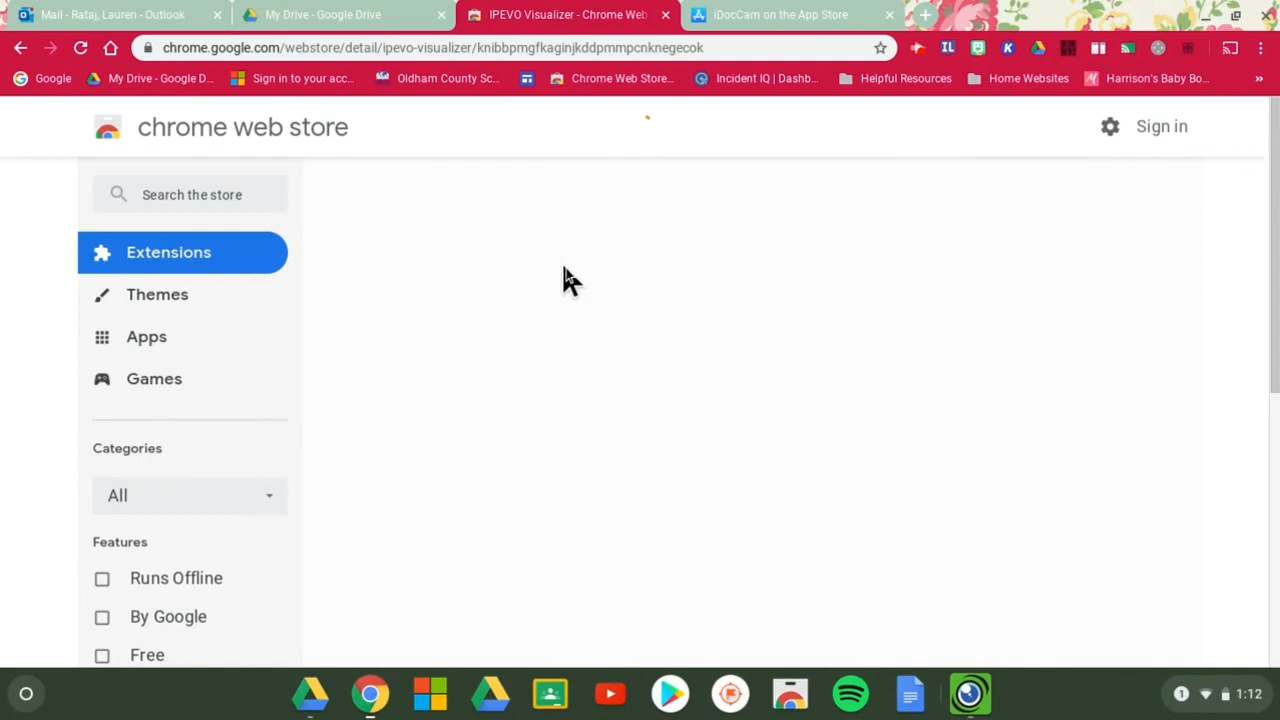 Mail - Rataj, Lauren - Outlook
My Drive - Google Drive
IPEVO Visualizer - Chrome Web
iDocCam on the App Store
chrome.google.com/webstore/detail/ipevo-visualizer/knibbpmgfkaginjkddpmmpcnknegecok
Google
My Drive - Google D...
Sign in to your acc...
Oldham County Sc...
Chrome Web Store...
Incident IQ | Dashb...
Helpful Resources
Home Websites
Harrison's Baby Bo...
chrome web store
Sign in
Search the store
Extensions
Themes
Apps
Games
Categories
All
Features
Runs Offline
By Google
Free
1
1:12